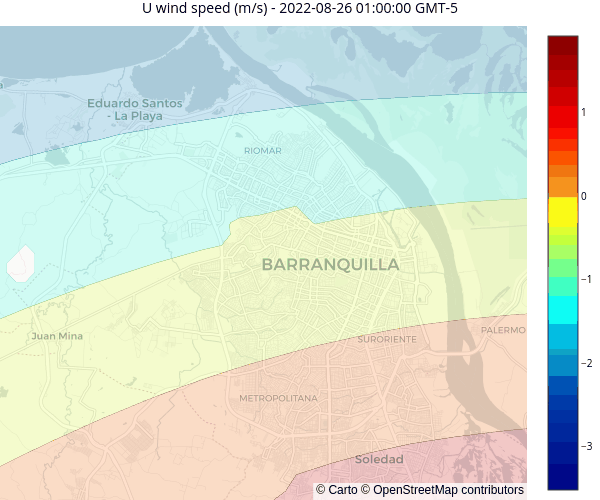 U wind speed (m/s) - 2022-08-26 01:00:00 GMT-5
Eduardo Santos
- La Playa
RIOMAR
BARRANQUILLA
Juan Mina
SURORIENTE
PALERMO
METROPOLITANA
Soledad
© Carto © OpenStreetMap contributors
1
0
−1
−2
−3